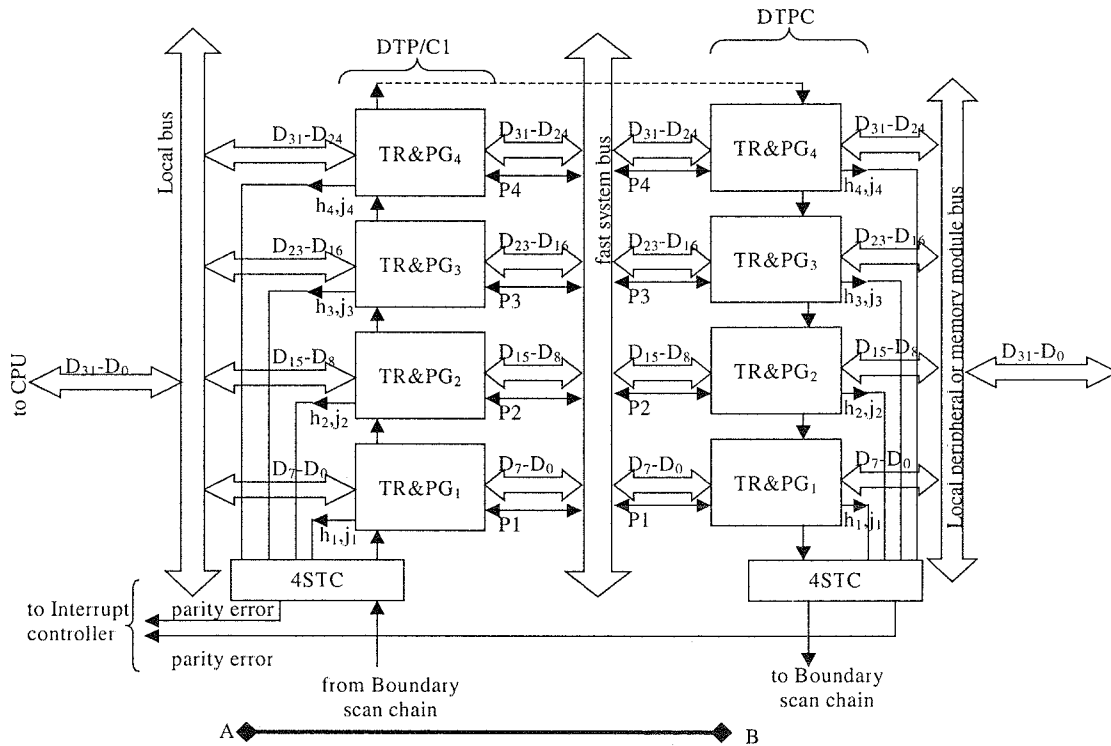 DTP/C1
DTPC
Local bus
fast system bus
Local peripheral or memory module bus
D31-D24
TR&PG4
D31-D24
P4
h4,j4
D31-D24
P4
TR&PG4
D31-D24
h4,j4
D23-D16
TR&PG3
D23-D16
P3
h3,j3
D23-D16
P3
TR&PG3
D23-D16
h3,j3
to CPU
D31-D0
D15-D8
TR&PG2
D15-D8
P2
h2,j2
D15-D8
P2
TR&PG2
D15-D8
h2,j2
D31-D0
D7-D0
TR&PG1
D7-D0
P1
h1,j1
D7-D0
P1
TR&PG1
D7-D0
h1,j1
4STC
4STC
to Interrupt
controller
parity error
parity error
from Boundary
scan chain
to Boundary
scan chain
A
B